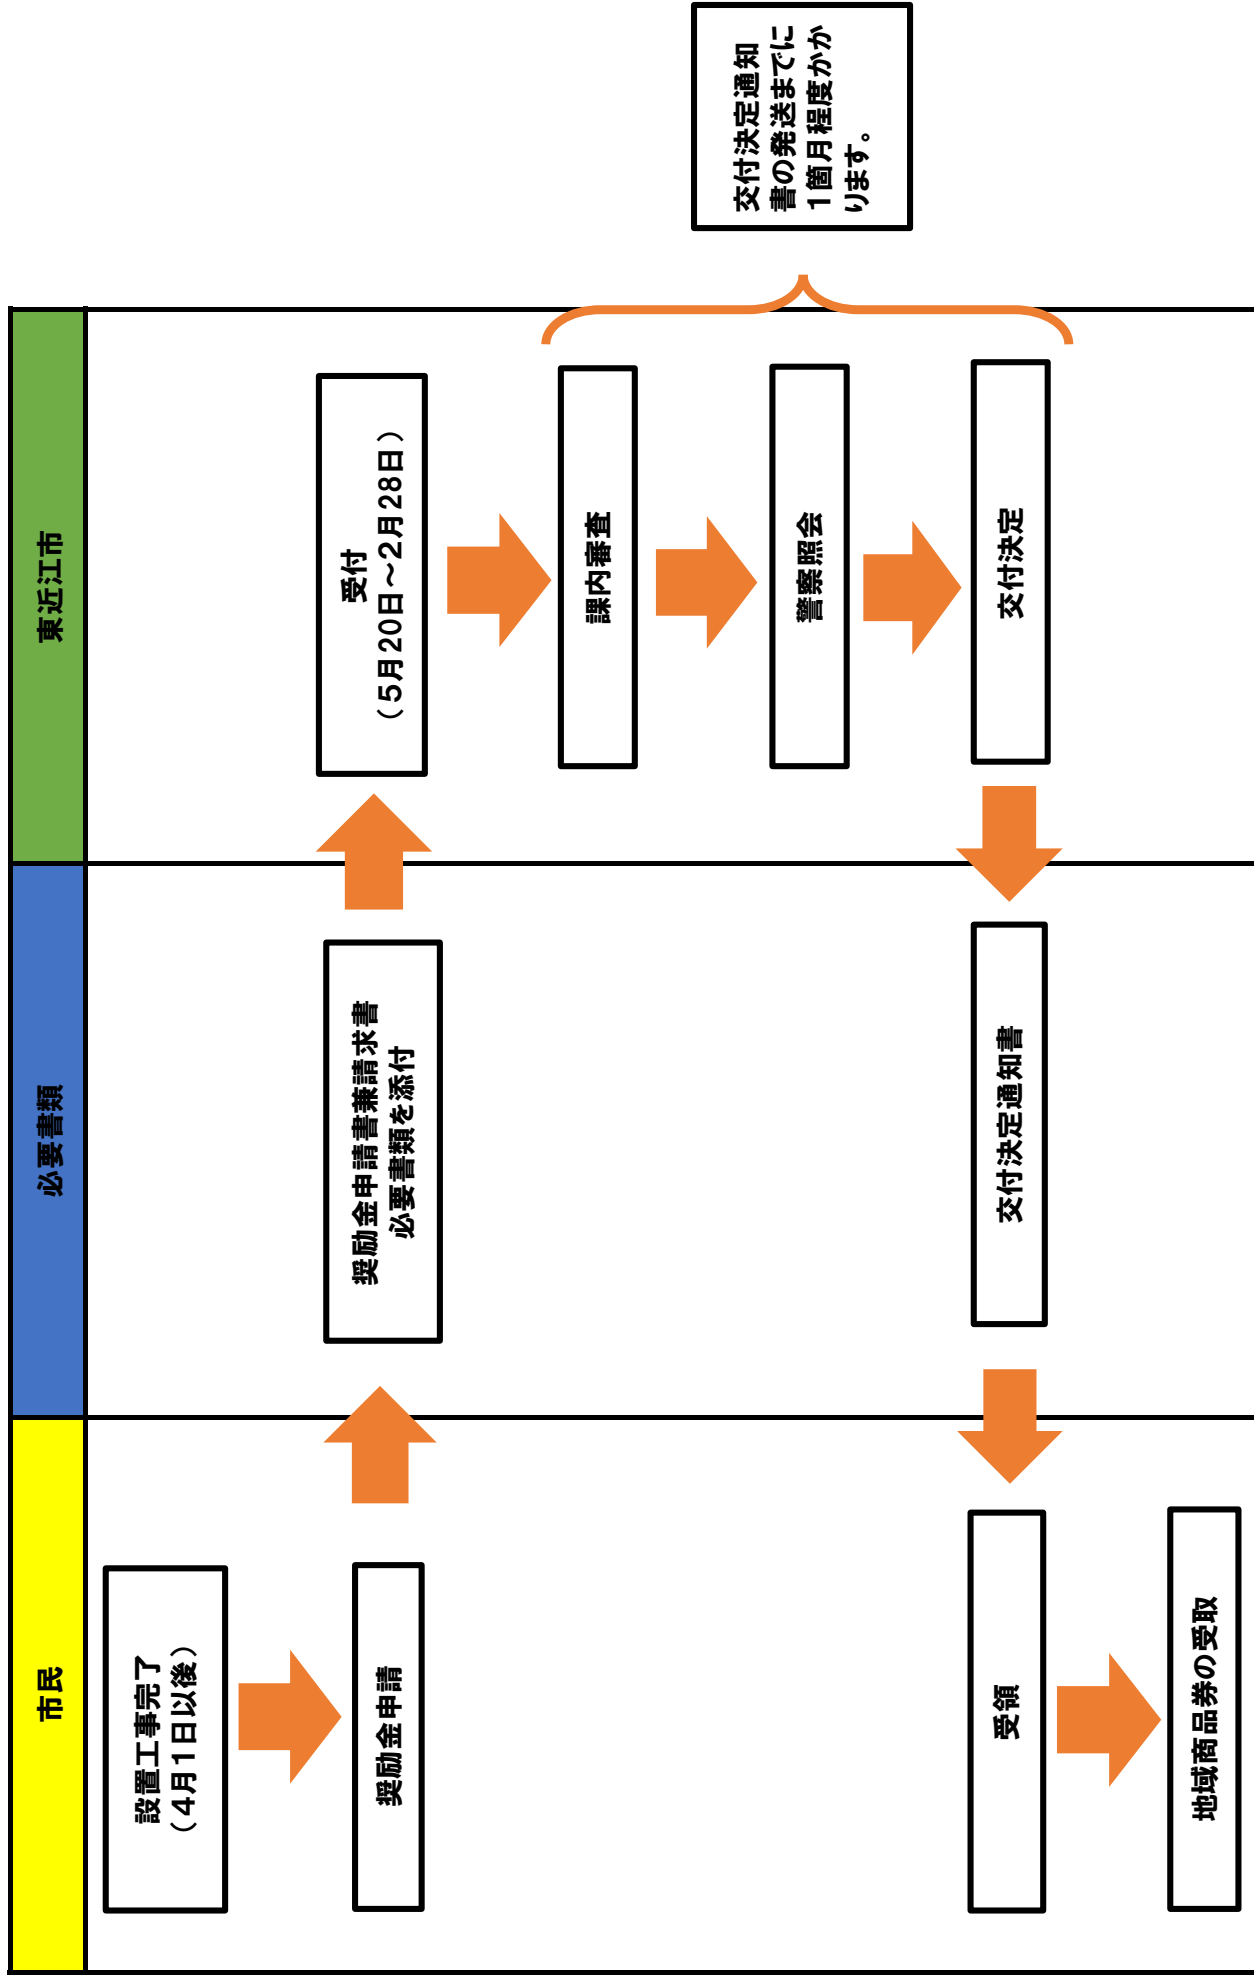 市民
必要書類
東近江市
設置工事完了
（4月1日以後）
奨励金申請
奨励金申請書兼請求書
必要書類を添付
受付
（5月20日～2月28日）
課内審査
警察照会
交付決定
交付決定通知
書の発送までに
1箇月程度かか
ります。
交付決定通知書
受領
地域商品券の受取